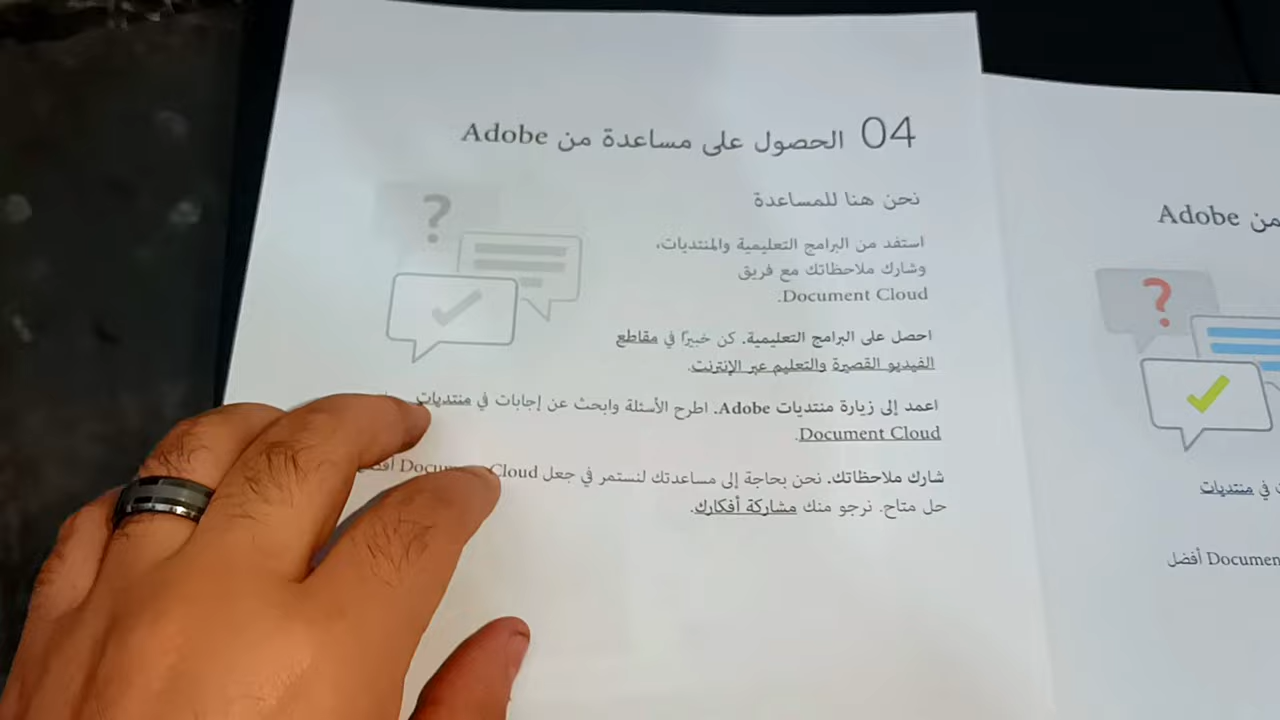 04 الحصول على مساعدة من Adobe
نحن هنا للمساعدة
استفد من البرامج التعليمية والمنتديات،
وشارك ملاحظاتك مع فريق
Document Cloud.
احصل على البرامج التعليمية. كن خبيرًا في مقاطع
الفيديو القصيرة والتعليم عبر الإنترنت.
اعمد إلى زيارة منتديات Adobe. اطرح الأسئلة وابحث عن إجابات في منتديات
Document Cloud.
شارك ملاحظاتك. نحن بحاجة إلى مساعدتك لنستمر في جعل Document Cloud أفضل
حل متاح. نرجو منك مشاركة أفكارك.
من Adobe
في منتديات
أفضل